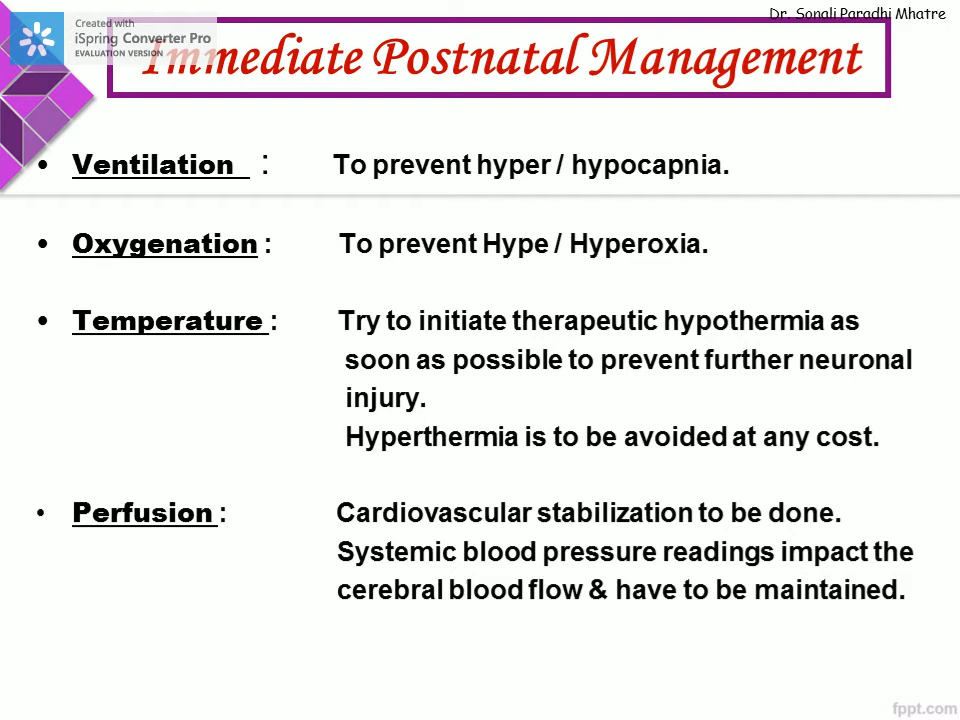 Dr. Sonali Paradhi Mhatre
Created with
iSpring Converter Pro
EVALUATION VERSION
Immediate Postnatal Management
• Ventilation : To prevent hyper / hypocapnia.
• Oxygenation : To prevent Hype / Hyperoxia.
• Temperature : Try to initiate therapeutic hypothermia as
soon as possible to prevent further neuronal
injury.
Hyperthermia is to be avoided at any cost.
• Perfusion : Cardiovascular stabilization to be done.
Systemic blood pressure readings impact the
cerebral blood flow & have to be maintained.
fppt.com